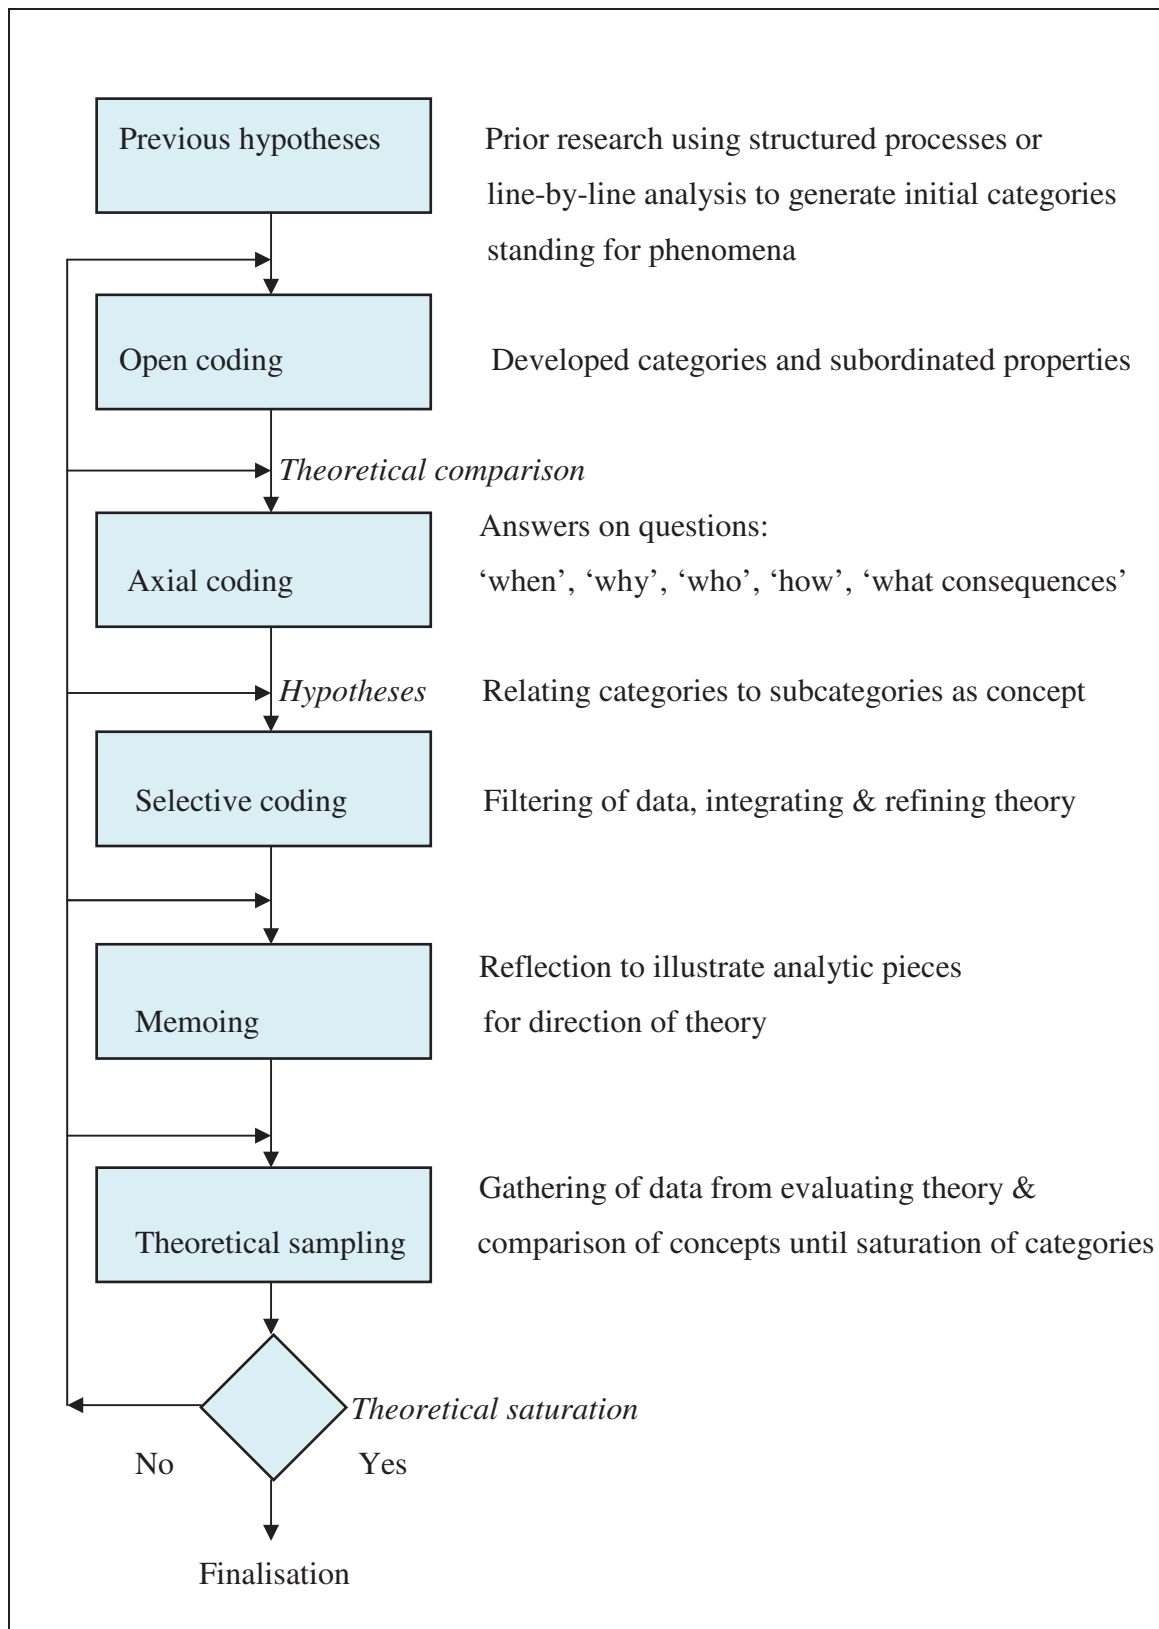 Previous hypotheses
Prior research using structured processes or
line-by-line analysis to generate initial categories
standing for phenomena
Open coding
Developed categories and subordinated properties
Theoretical comparison
Answers on questions:
Axial coding
‘when’, ‘why’, ‘who’, ‘how’, ‘what consequences’
Hypotheses
Relating categories to subcategories as concept
Selective coding
Filtering of data, integrating & refining theory
Reflection to illustrate analytic pieces
Memoing
for direction of theory
Gathering of data from evaluating theory &
Theoretical sampling
comparison of concepts until saturation of categories
Theoretical saturation
No
Yes
Finalisation